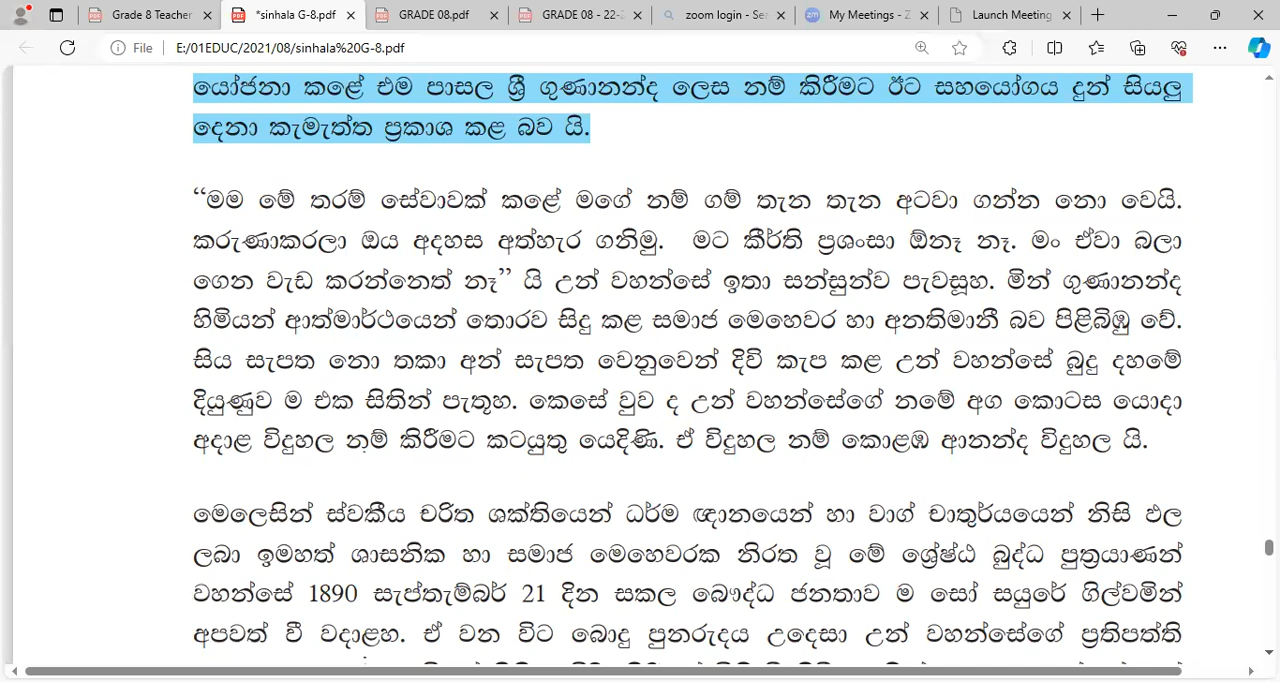 Grade 8 Teacher
*sinhala G-8.pdf
GRADE 08.pdf
GRADE 08 - 22-2
zoom login - Sea
My Meetings - Z
Launch Meeting
File
E:/01EDUC/2021/08/sinhala%20G-8.pdf
යෝජනා කළේ එම පාසල ශ්‍රී ගුණානන්ද ලෙස නම් කිරීමට ඊට සහයෝගය දුන් සියලු
දෙනා කැමැත්ත ප්‍රකාශ කළ බව යි.
“මම මේ තරම් සේවාවක් කළේ මගේ නම් ගම් තැන තැන අටවා ගන්න නො වෙයි.
කරුණාකරලා ඔය අදහස අත්හැර ගනිමු. මට කීර්ති ප්‍රශංසා ඕනෑ නෑ. මං ඒවා බලා
ගෙන වැඩ කරන්නෙත් නෑ” යි උන් වහන්සේ ඉතා සන්සුන්ව පැවසූහ. මින් ගුණානන්ද
හිමියන් ආත්මාර්ථයෙන් තොරව සිදු කළ සමාජ මෙහෙවර හා අනතිමානී බව පිළිබිඹු වේ.
සිය සැපත නො තකා අන් සැපත වෙනුවෙන් දිවි කැප කළ උන් වහන්සේ බුදු දහමේ
දියුණුව ම එක සිතින් පැතූහ. කෙසේ වුව ද උන් වහන්සේගේ නමේ අග කොටස යොදා
අදාළ විදුහල නම් කිරීමට කටයුතු යෙදිණි. ඒ විදුහල නම් කොළඹ ආනන්ද විදුහල යි.
මෙලෙසින් ස්වකීය චරිත ශක්තියෙන් ධර්ම ඥානයෙන් හා වාග් චාතුර්යයෙන් නිසි ඵල
ලබා ඉමහත් ශාසනික හා සමාජ මෙහෙවරක නිරත වූ මේ ශ්‍රේෂ්ඨ බුද්ධ පුත්‍රයාණන්
වහන්සේ 1890 සැප්තැම්බර් 21 දින සකල බෞද්ධ ජනතාව ම සෝ සයුරේ ගිල්වමින්
අපවත් වී වදාළහ. ඒ වන විට බොදු පුනරුදය උදෙසා උන් වහන්සේගේ ප්‍රතිපත්ති